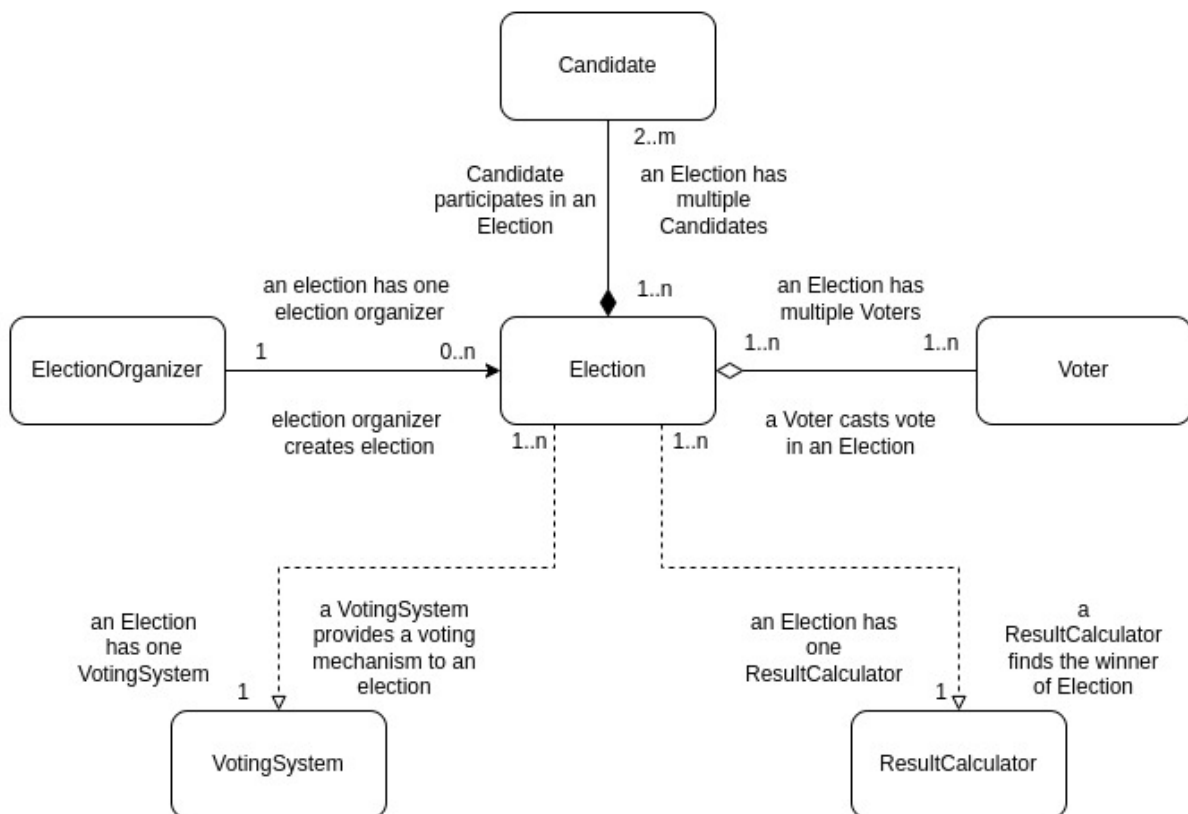 Candidate
2..m
Candidate
participates in an
Election
an Election has
multiple
Candidates
1..n
an election has one
election organizer
ElectionOrganizer
1
0..n
election organizer
creates election
Election
an Election has
multiple Voters
1..n
1..n
Voter
a Voter casts vote
in an Election
1..n
1..n
an Election
has one
VotingSystem
a VotingSystem
provides a voting
mechanism to an
election
1
VotingSystem
an Election has
one
ResultCalculator
a
ResultCalculator
finds the winner
of Election
1
ResultCalculator